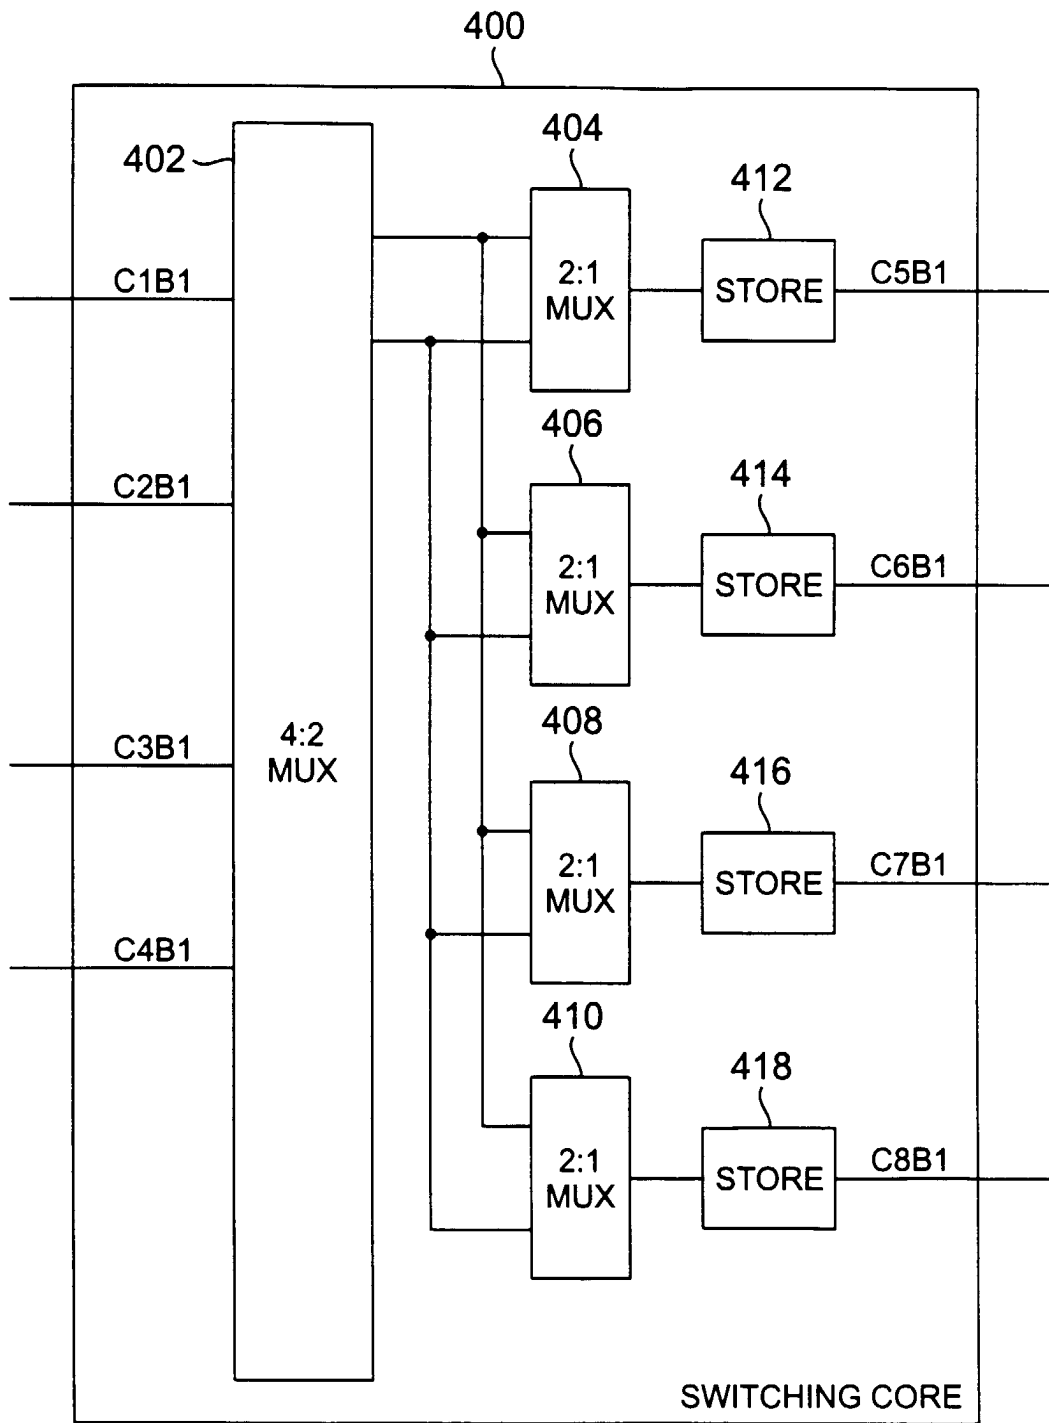 400
402
404
412
C1B1
2:1
MUX
STORE
C5B1
C2B1
406
414
2:1
MUX
STORE
C6B1
C3B1
4:2
MUX
408
416
2:1
MUX
STORE
C7B1
C4B1
410
418
2:1
MUX
STORE
C8B1
SWITCHING CORE